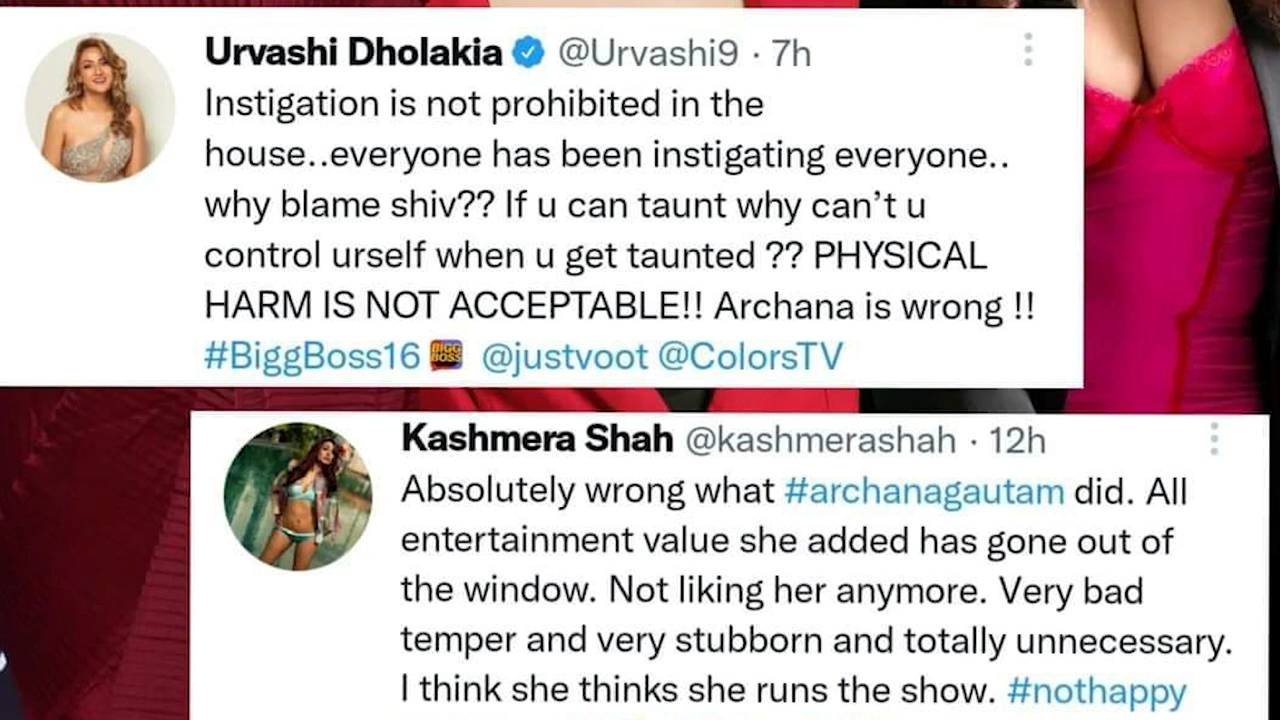 Urvashi Dholakia @Urvashi9 · 7h
Instigation is not prohibited in the
house..everyone has been instigating everyone..
why blame shiv?? If u can taunt why can’t u
control urself when u get taunted ?? PHYSICAL
HARM IS NOT ACCEPTABLE!! Archana is wrong !!
#BiggBoss16 BIGG BOSS @justvoot @ColorsTV
Kashmera Shah @kashmerashah · 12h
Absolutely wrong what #archanagautam did. All
entertainment value she added has gone out of
the window. Not liking her anymore. Very bad
temper and very stubborn and totally unnecessary.
I think she thinks she runs the show. #nothappy